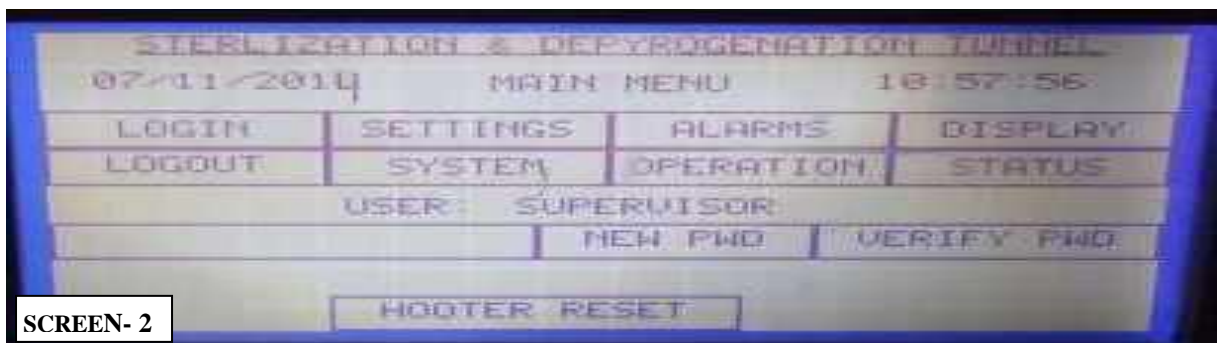 STERLIZATION & DEPYROGENATION TUNNEL
07/11/2014 MAIN MENU 10:57:56
LOGIN SETTINGS ALARMS DISPLAY
LOGOUT SYSTEM OPERATION STATUS
USER: SUPERVISOR
NEW PWD VERIFY PWD
HOOTER RESET
SCREEN- 2